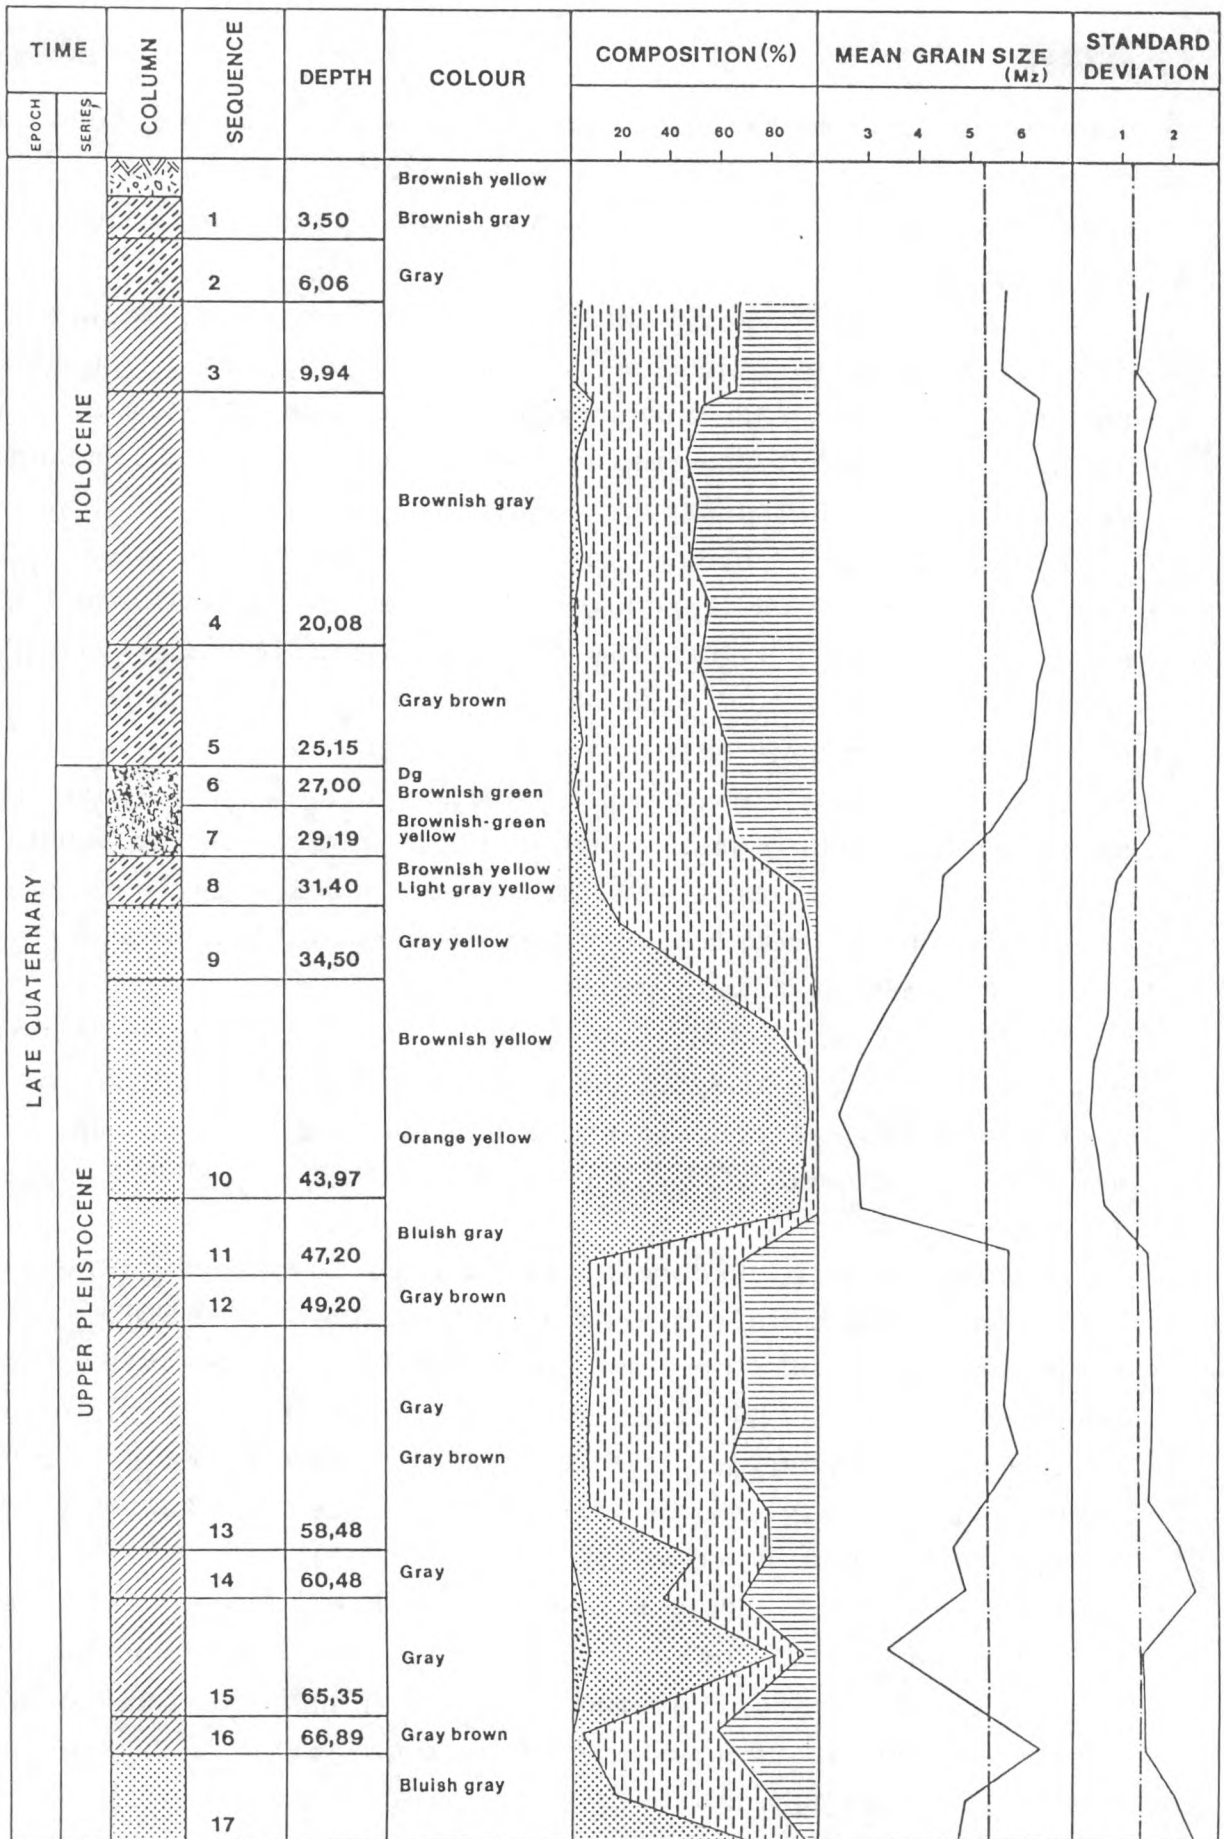 TIME
EPOCH
SERIES
COLUMN
SEQUENCE
DEPTH
COLOUR
COMPOSITION (%)
20 40 60 80
MEAN GRAIN SIZE
(Mz)
3 4 5 6
STANDARD
DEVIATION
1 2
LATE QUATERNARY
HOLOCENE
UPPER PLEISTOCENE
Brownish yellow
1 3,50 Brownish gray
2 6,06 Gray
3 9,94
Brownish gray
4 20,08
Gray brown
5 25,15
Dg
6 27,00 Brownish green
Brownish-green
7 29,19 yellow
Brownish yellow
8 31,40 Light gray yellow
Gray yellow
9 34,50
Brownish yellow
Orange yellow
10 43,97
Bluish gray
11 47,20
12 49,20 Gray brown
Gray
Gray brown
13 58,48
14 60,48 Gray
Gray
15 65,35
16 66,89 Gray brown
Bluish gray
17